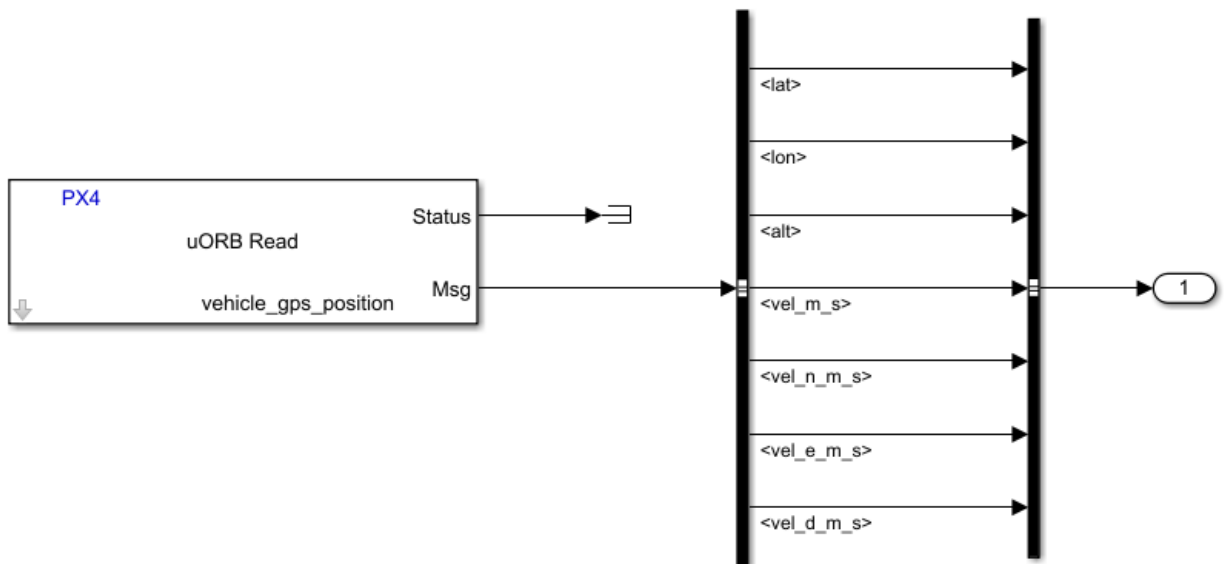 PX4
uORB Read
vehicle_gps_position
Status
Msg
<lat>
<lon>
<alt>
<vel_m_s>
<vel_n_m_s>
<vel_e_m_s>
<vel_d_m_s>
1